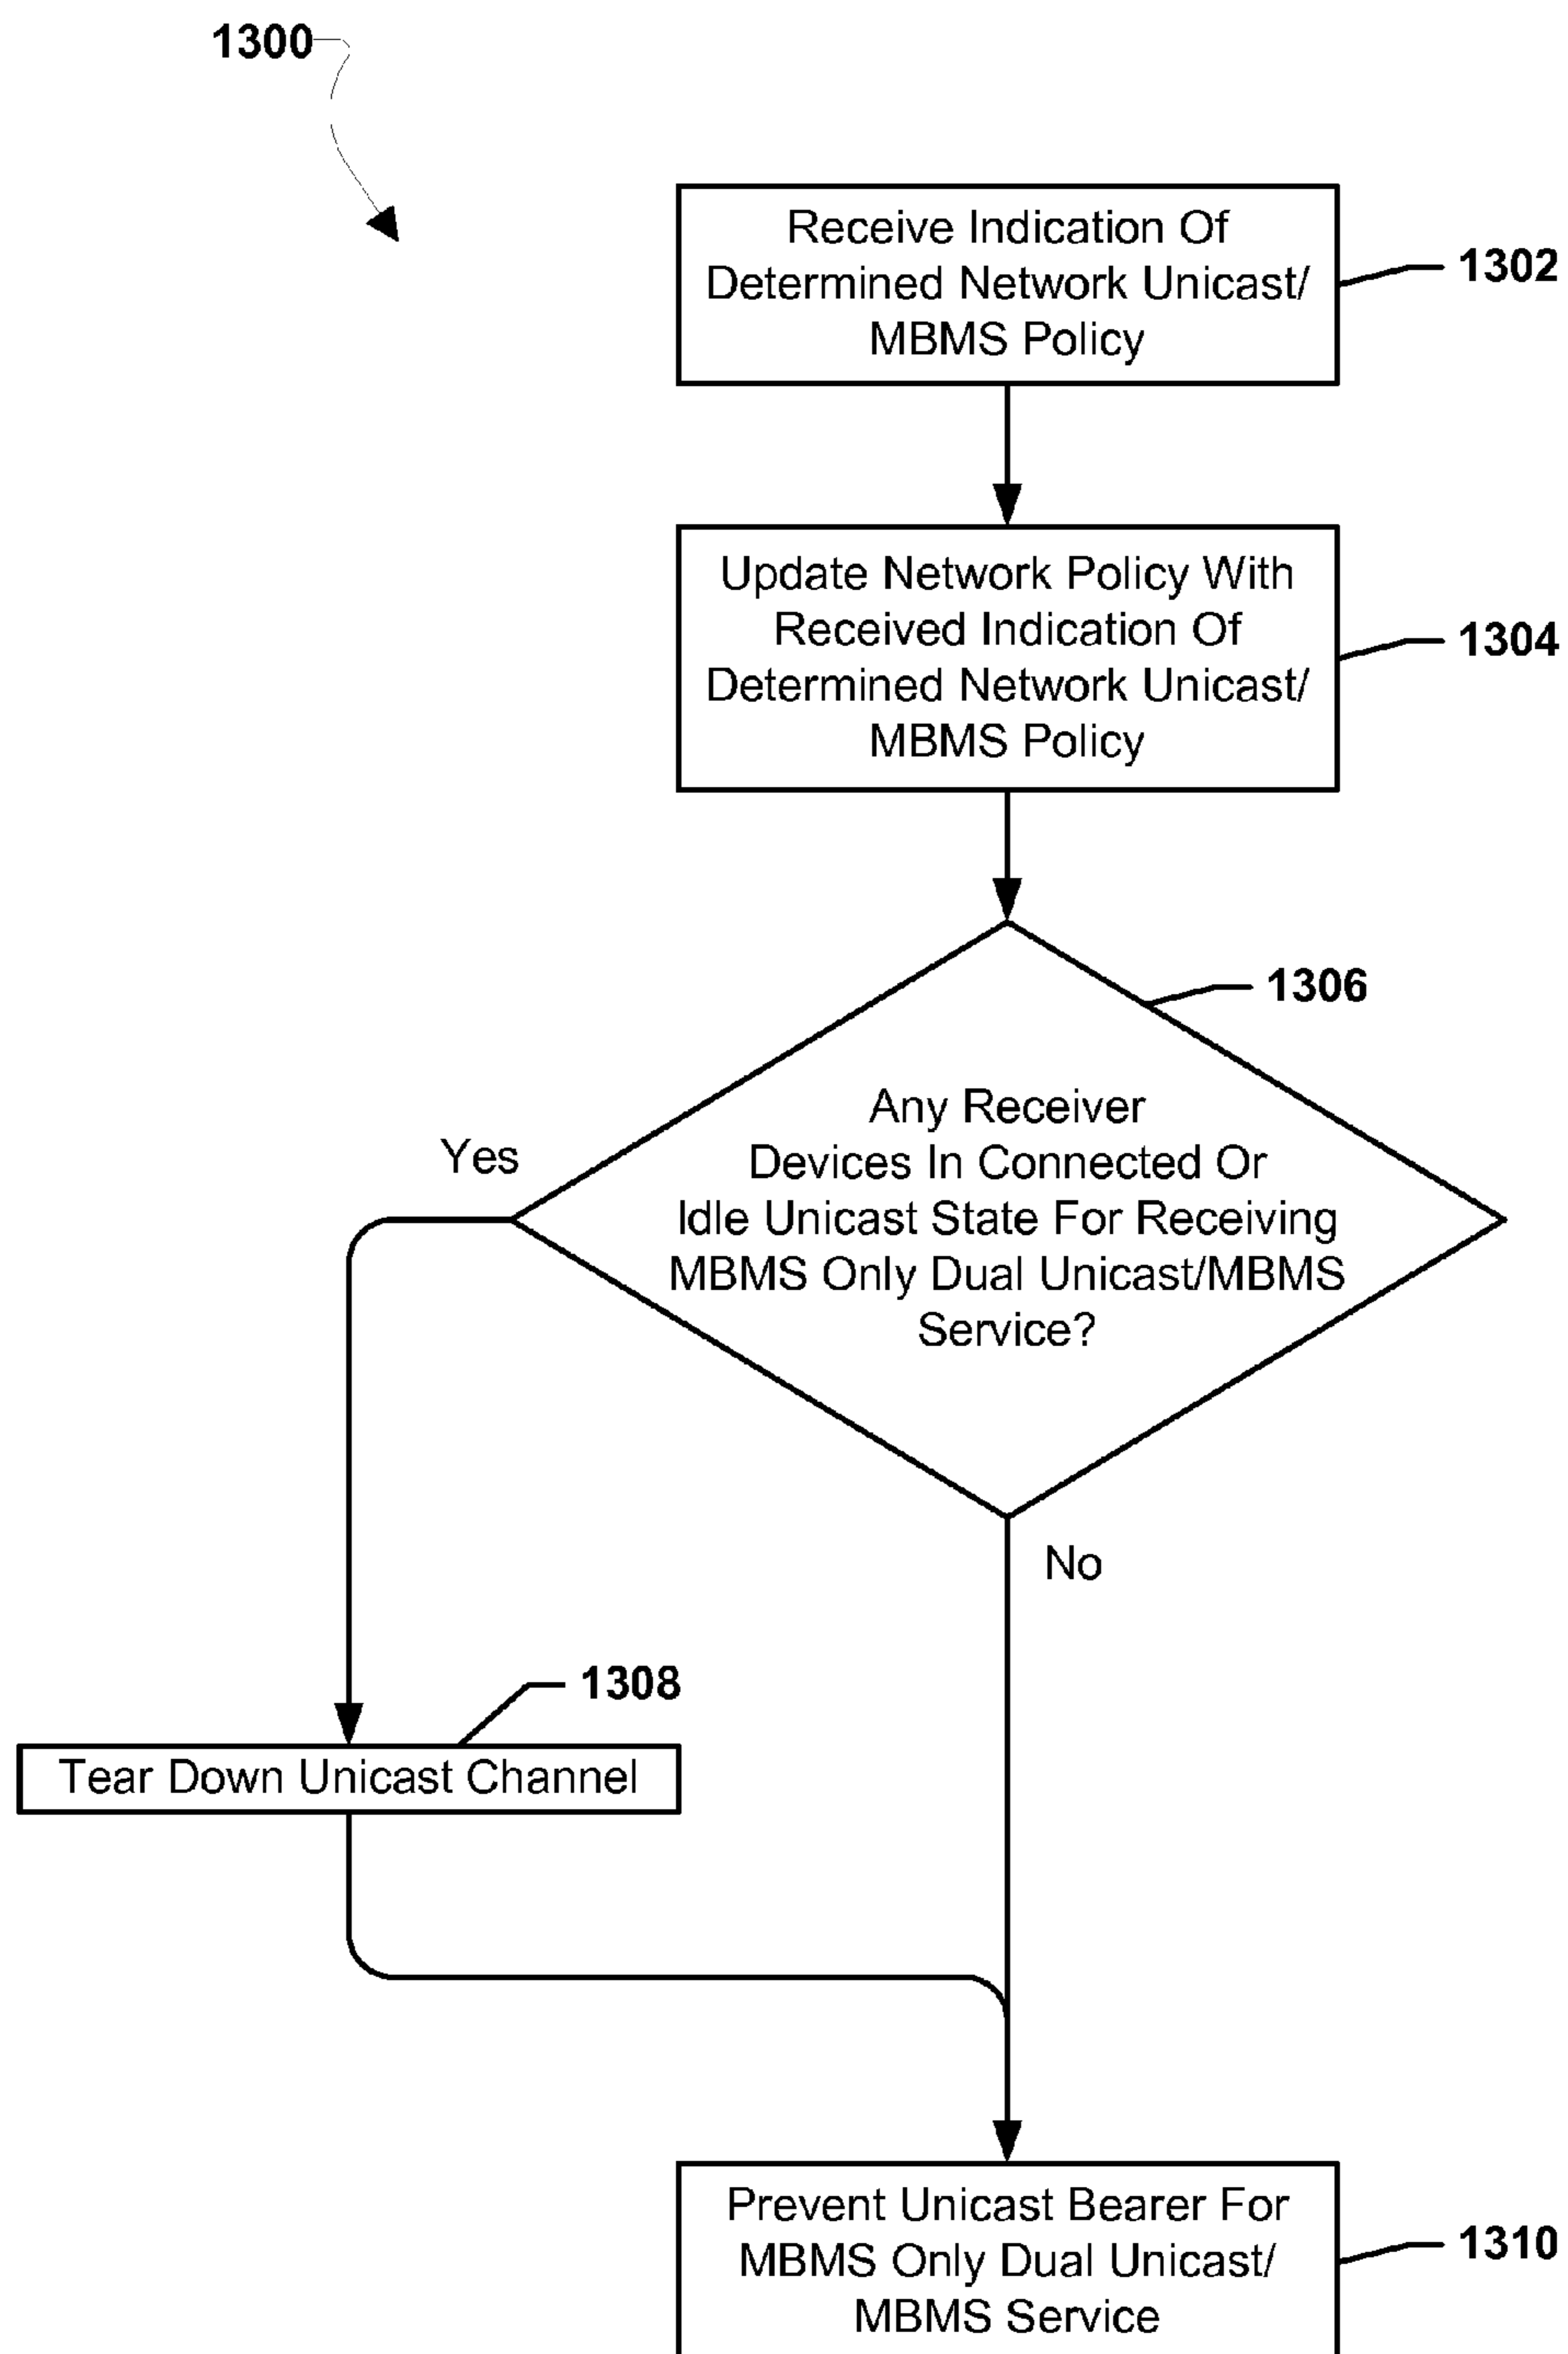 1300
Receive Indication Of
Determined Network Unicast/
MBMS Policy
1302
Update Network Policy With
Received Indication Of
Determined Network Unicast/
MBMS Policy
1304
1306
Any Receiver
Devices In Connected Or
Idle Unicast State For Receiving
MBMS Only Dual Unicast/MBMS
Service?
Yes
No
1308
Tear Down Unicast Channel
Prevent Unicast Bearer For
MBMS Only Dual Unicast/
MBMS Service
1310